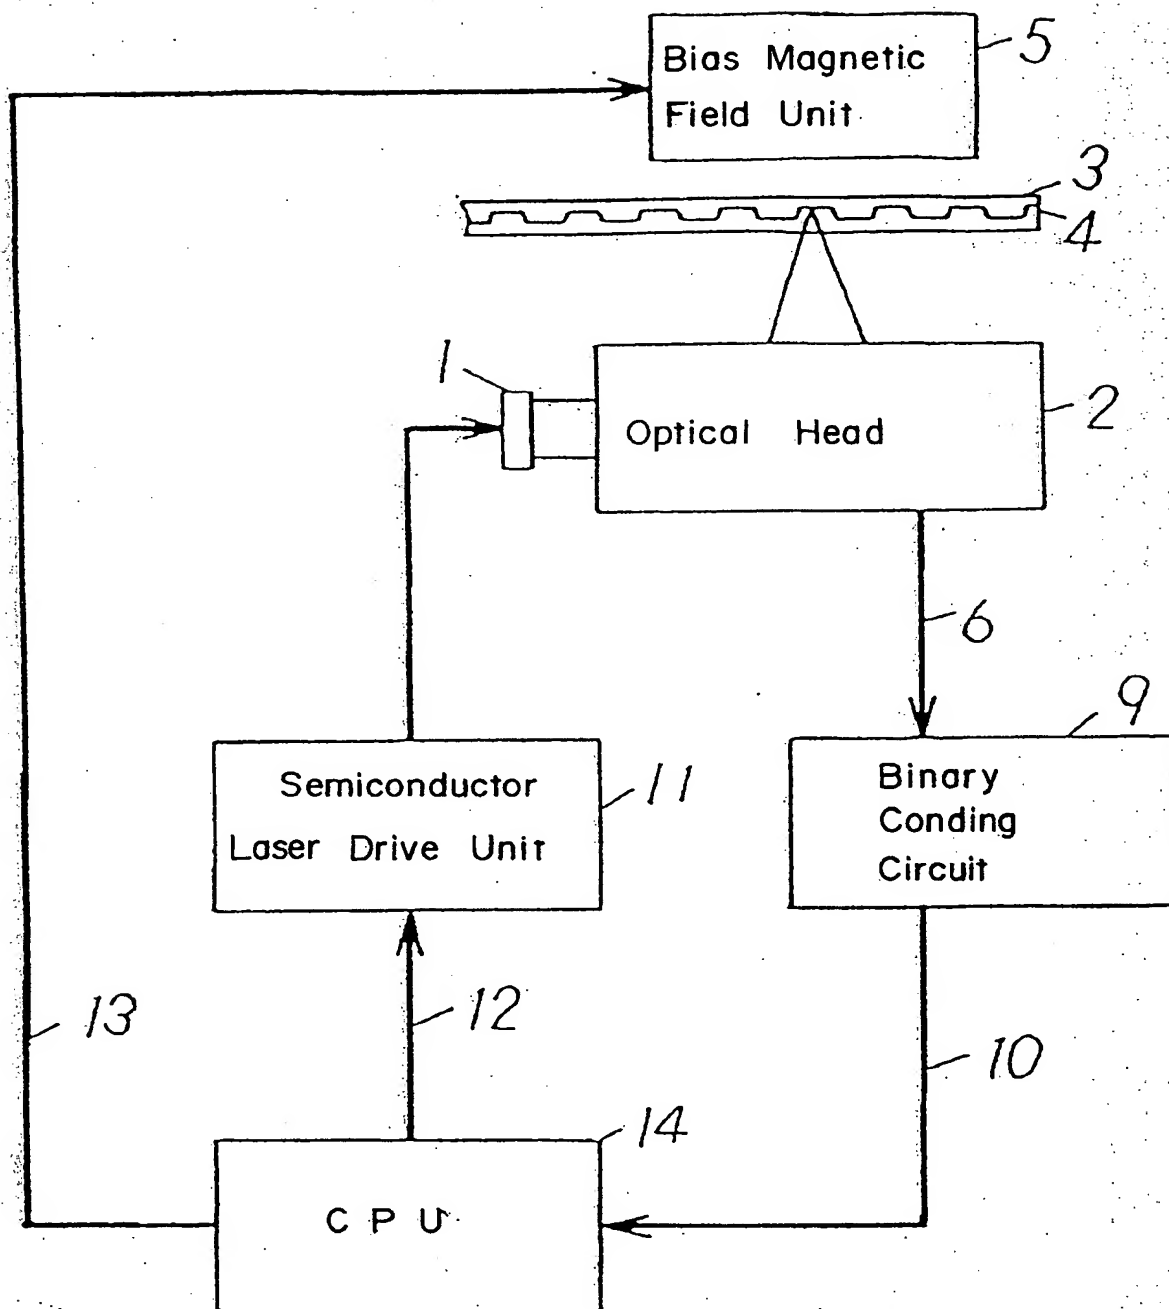 Bias Magnetic
Field Unit
5
3
4
1
Optical Head
2
6
9
Semiconductor
Laser Drive Unit
11
Binary
Conding
Circuit
13
12
10
14
CPU